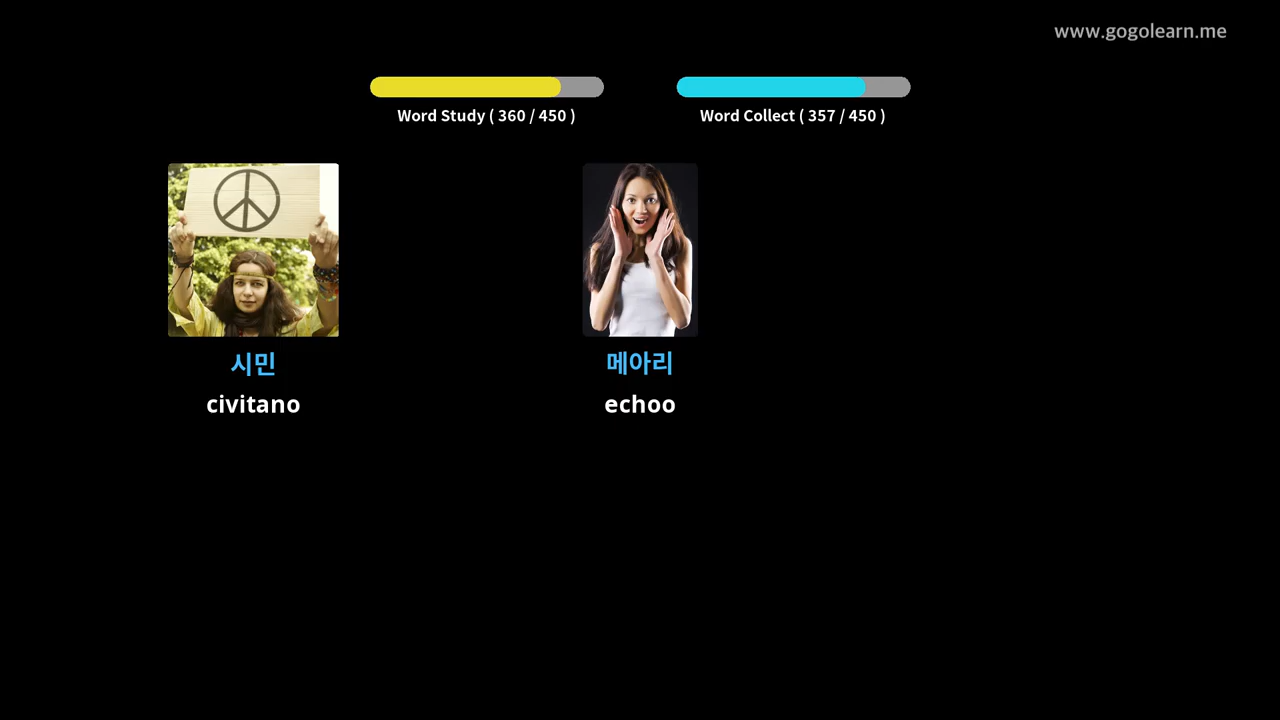 www.gogolearn.me
Word Study ( 360 / 450 )
Word Collect ( 357 / 450 )
시민
civitano
메아리
echoo